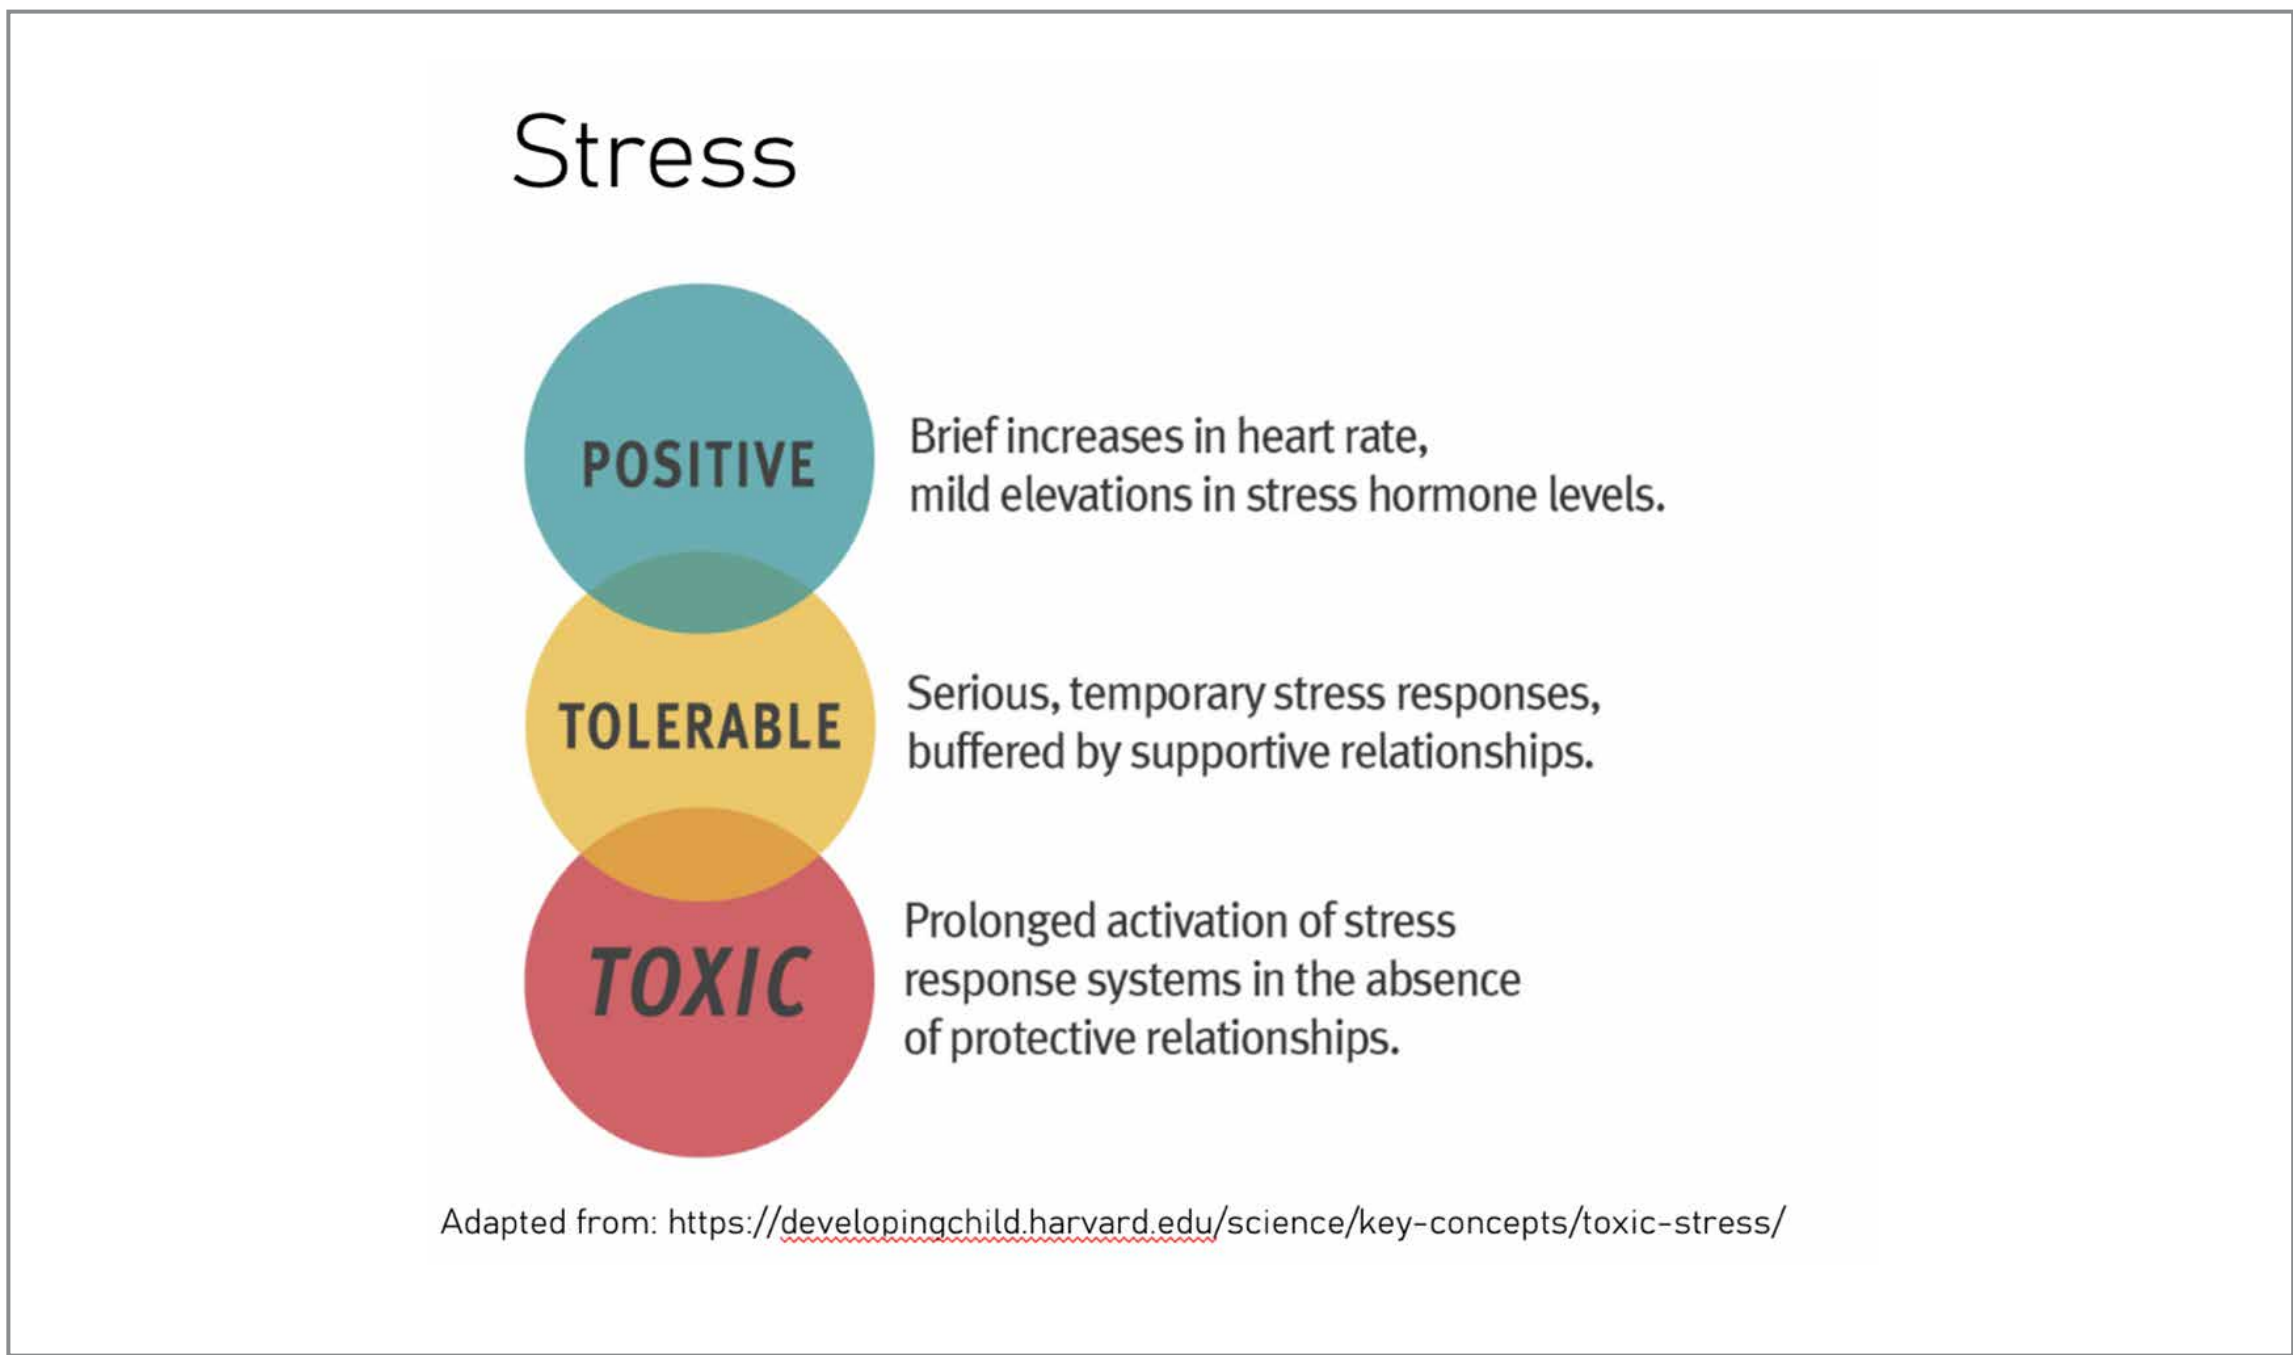 Stress
POSITIVE
Brief increases in heart rate,
mild elevations in stress hormone levels.
TOLERABLE
Serious, temporary stress responses,
buffered by supportive relationships.
TOXIC
Prolonged activation of stress
response systems in the absence
of protective relationships.
Adapted from: https://developingchild.harvard.edu/science/key-concepts/toxic-stress/